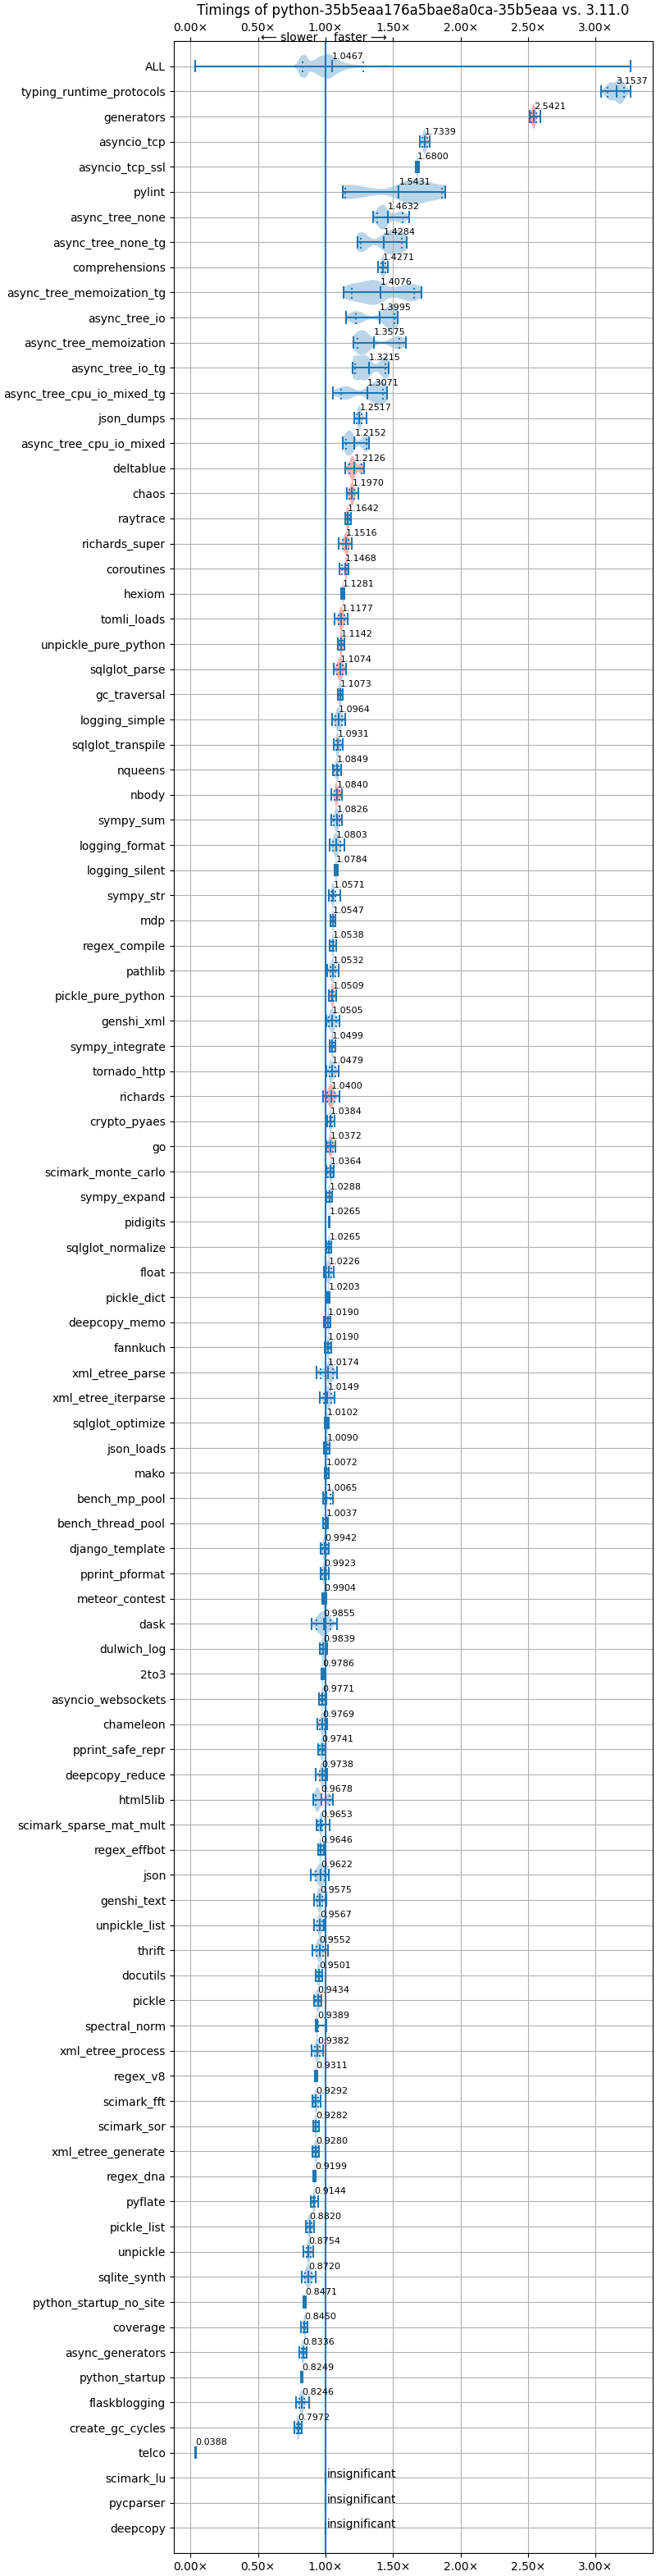 Timings of python-35b5eaa176a5bae8a0ca-35b5eaa vs. 3.11.0
0.00× 0.50× 1.00× 1.50× 2.00× 2.50× 3.00×
⟵ slower faster ⟶
ALL 1.0467
typing_runtime_protocols 3.1537
generators 2.5421
asyncio_tcp 1.7339
asyncio_tcp_ssl 1.6800
pylint 1.5431
async_tree_none 1.4632
async_tree_none_tg 1.4284
comprehensions 1.4271
async_tree_memoization_tg 1.4076
async_tree_io 1.3995
async_tree_memoization 1.3575
async_tree_io_tg 1.3215
async_tree_cpu_io_mixed_tg 1.3071
json_dumps 1.2517
async_tree_cpu_io_mixed 1.2152
deltablue 1.2126
chaos 1.1970
raytrace 1.1642
richards_super 1.1516
coroutines 1.1468
hexiom 1.1281
tomli_loads 1.1177
unpickle_pure_python 1.1142
sqlglot_parse 1.1074
gc_traversal 1.1073
logging_simple 1.0964
sqlglot_transpile 1.0931
nqueens 1.0849
nbody 1.0840
sympy_sum 1.0826
logging_format 1.0803
logging_silent 1.0784
sympy_str 1.0571
mdp 1.0547
regex_compile 1.0538
pathlib 1.0532
pickle_pure_python 1.0509
genshi_xml 1.0505
sympy_integrate 1.0499
tornado_http 1.0479
richards 1.0400
crypto_pyaes 1.0384
go 1.0372
scimark_monte_carlo 1.0364
sympy_expand 1.0288
pidigits 1.0265
sqlglot_normalize 1.0265
float 1.0226
pickle_dict 1.0203
deepcopy_memo 1.0190
fannkuch 1.0190
xml_etree_parse 1.0174
xml_etree_iterparse 1.0149
sqlglot_optimize 1.0102
json_loads 1.0090
mako 1.0072
bench_mp_pool 1.0065
bench_thread_pool 1.0037
django_template 0.9942
pprint_pformat 0.9923
meteor_contest 0.9904
dask 0.9855
dulwich_log 0.9839
2to3 0.9786
asyncio_websockets 0.9771
chameleon 0.9769
pprint_safe_repr 0.9741
deepcopy_reduce 0.9738
html5lib 0.9678
scimark_sparse_mat_mult 0.9653
regex_effbot 0.9646
json 0.9622
genshi_text 0.9575
unpickle_list 0.9567
thrift 0.9552
docutils 0.9501
pickle 0.9434
spectral_norm 0.9389
xml_etree_process 0.9382
regex_v8 0.9311
scimark_fft 0.9292
scimark_sor 0.9282
xml_etree_generate 0.9280
regex_dna 0.9199
pyflate 0.9144
pickle_list 0.8820
unpickle 0.8754
sqlite_synth 0.8720
python_startup_no_site 0.8471
coverage 0.8450
async_generators 0.8336
python_startup 0.8249
flaskblogging 0.8246
create_gc_cycles 0.7972
telco 0.0388
scimark_lu insignificant
pycparser insignificant
deepcopy insignificant
0.00× 0.50× 1.00× 1.50× 2.00× 2.50× 3.00×